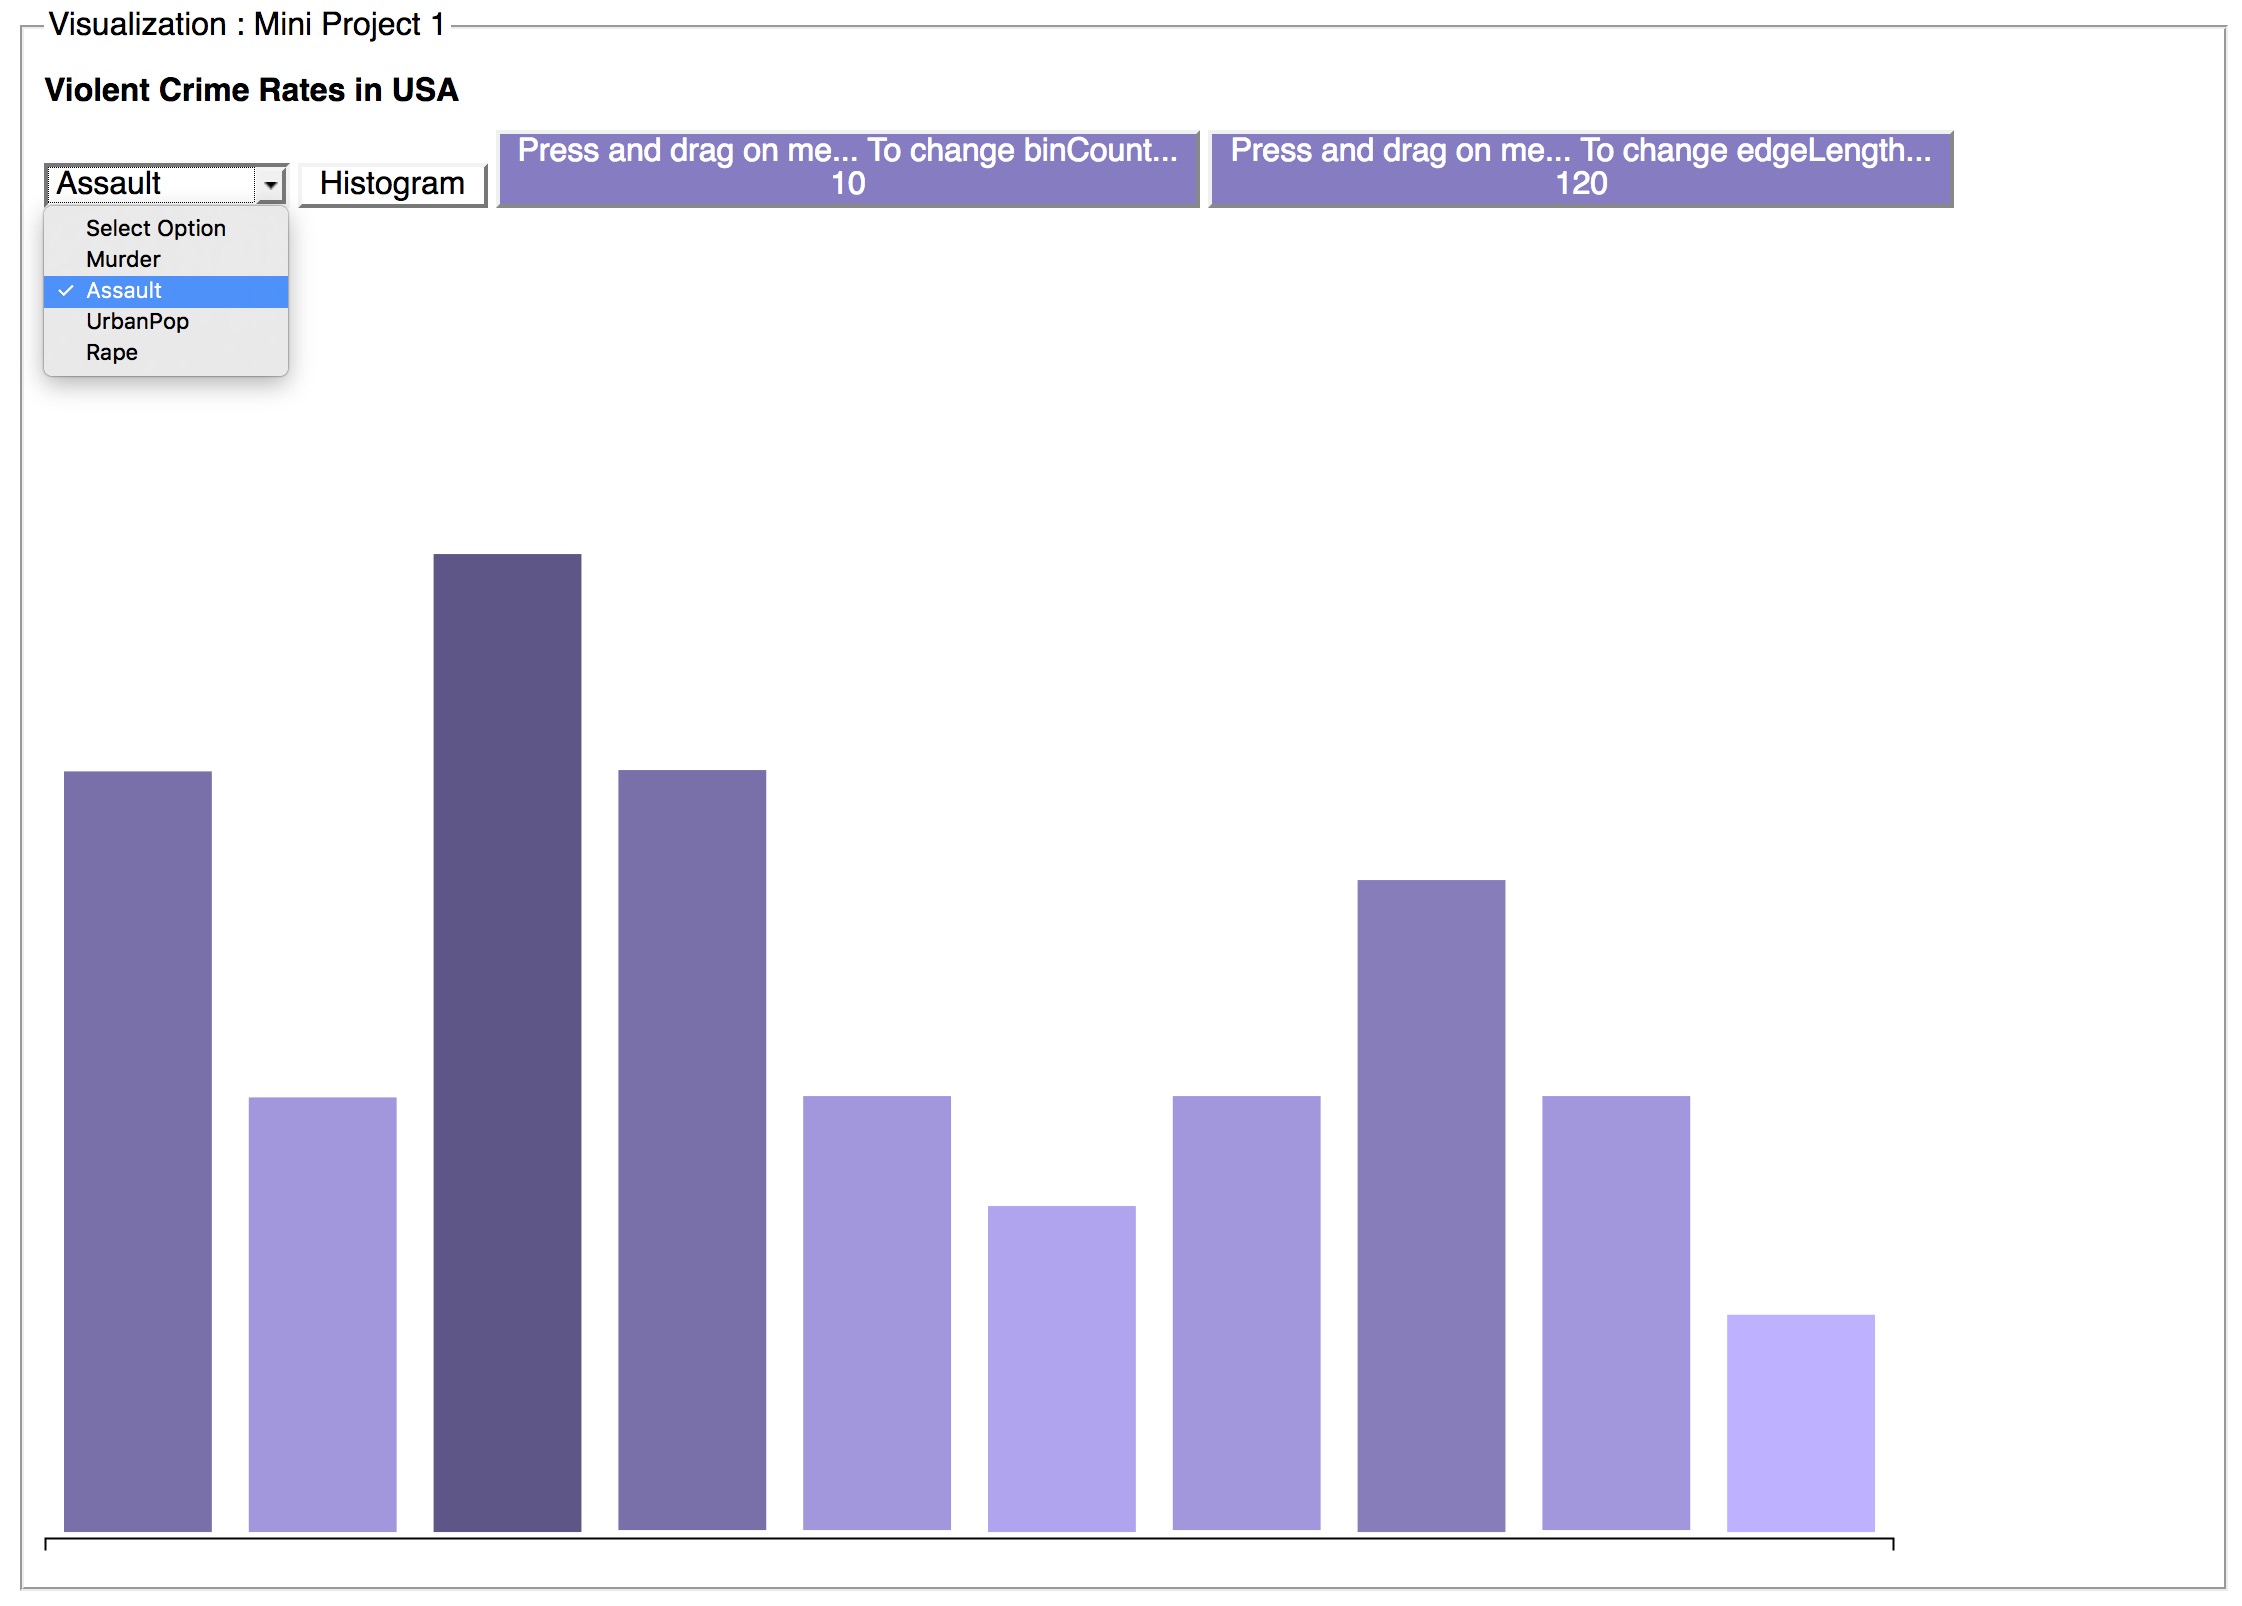 Visualization : Mini Project 1
Violent Crime Rates in USA
Assault
Histogram
Press and drag on me... To change binCount...
10
Press and drag on me... To change edgeLength...
120
Select Option
Murder
Assault
UrbanPop
Rape